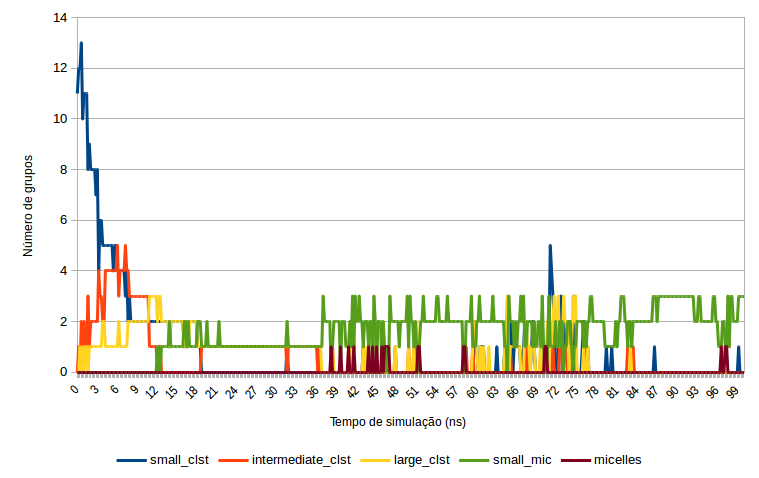 14
12
10
8
6
4
2
0
Número de grupos
0 3 6 9 12 15 18 21 24 27 30 33 36 39 42 45 48 51 54 57 60 63 66 69 72 75 78 81 84 87 90 93 96 99
Tempo de simulação (ns)
small_clst intermediate_clst large_clst small_mic micelles